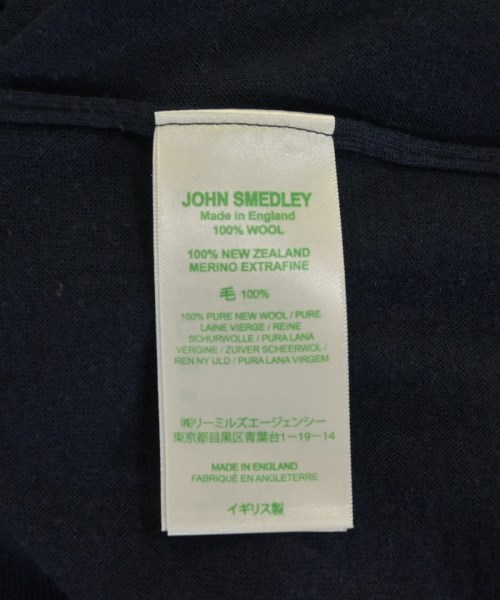 JOHN SMEDLEY
Made in England
100% WOOL
100% NEW ZEALAND
MERINO EXTRAFINE
毛 100%
100% PURE NEW WOOL / PURE
LAINE VIERGE / REINE
SCHURWOLLE / PURA LANA
VERGINE / ZUIVER SCHEERWOL /
REN NY ULD / PURA LANA VIRGEM
㈱リーミルズエージェンシー
東京都目黒区青葉台1-19-14
MADE IN ENGLAND
FABRIQUÉ EN ANGLETERRE
イギリス製